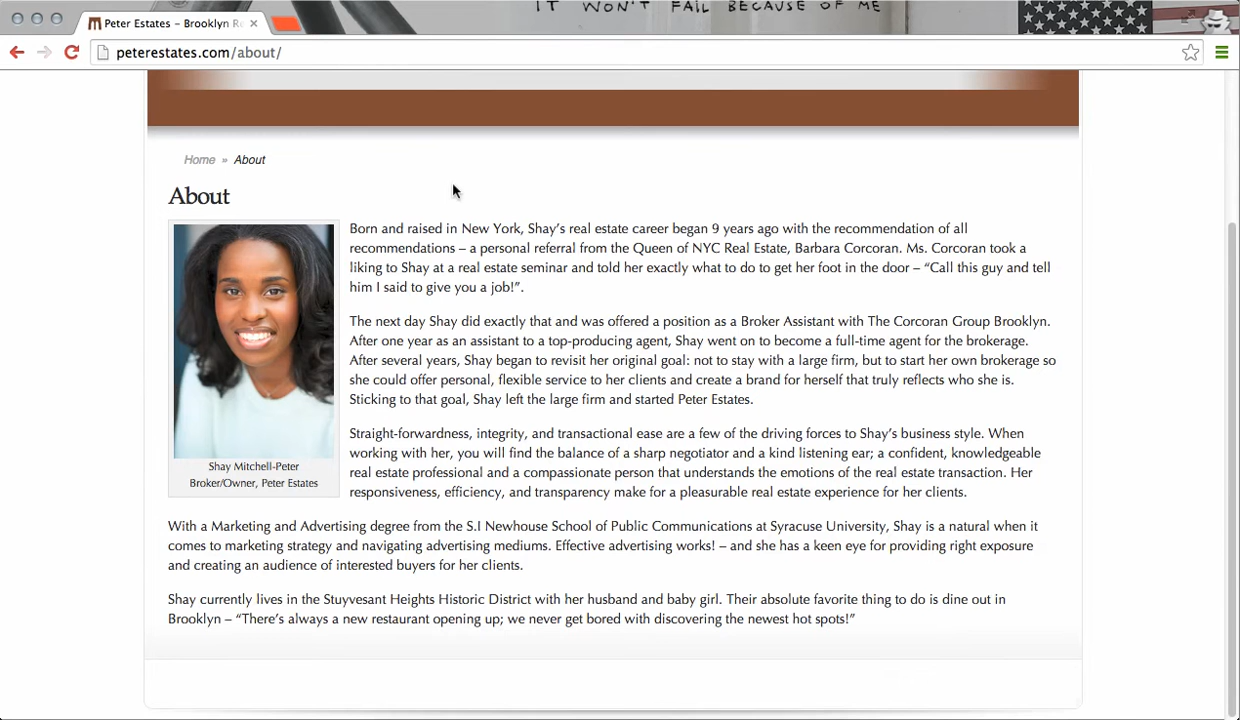 IT WON'T FAIL BECAUSE OF ME
Peter Estates – Brooklyn R
peterestates.com/about/
Home » About
About
Born and raised in New York, Shay's real estate career began 9 years ago with the recommendation of all
recommendations – a personal referral from the Queen of NYC Real Estate, Barbara Corcoran. Ms. Corcoran took a
liking to Shay at a real estate seminar and told her exactly what to do to get her foot in the door – “Call this guy and tell
him I said to give you a job!”.
The next day Shay did exactly that and was offered a position as a Broker Assistant with The Corcoran Group Brooklyn.
After one year as an assistant to a top-producing agent, Shay went on to become a full-time agent for the brokerage.
After several years, Shay began to revisit her original goal: not to stay with a large firm, but to start her own brokerage so
she could offer personal, flexible service to her clients and create a brand for herself that truly reflects who she is.
Sticking to that goal, Shay left the large firm and started Peter Estates.
Straight-forwardness, integrity, and transactional ease are a few of the driving forces to Shay's business style. When
working with her, you will find the balance of a sharp negotiator and a kind listening ear; a confident, knowledgeable
real estate professional and a compassionate person that understands the emotions of the real estate transaction. Her
responsiveness, efficiency, and transparency make for a pleasurable real estate experience for her clients.
Shay Mitchell-Peter
Broker/Owner, Peter Estates
With a Marketing and Advertising degree from the S.I Newhouse School of Public Communications at Syracuse University, Shay is a natural when it
comes to marketing strategy and navigating advertising mediums. Effective advertising works! – and she has a keen eye for providing right exposure
and creating an audience of interested buyers for her clients.
Shay currently lives in the Stuyvesant Heights Historic District with her husband and baby girl. Their absolute favorite thing to do is dine out in
Brooklyn – “There's always a new restaurant opening up; we never get bored with discovering the newest hot spots!”